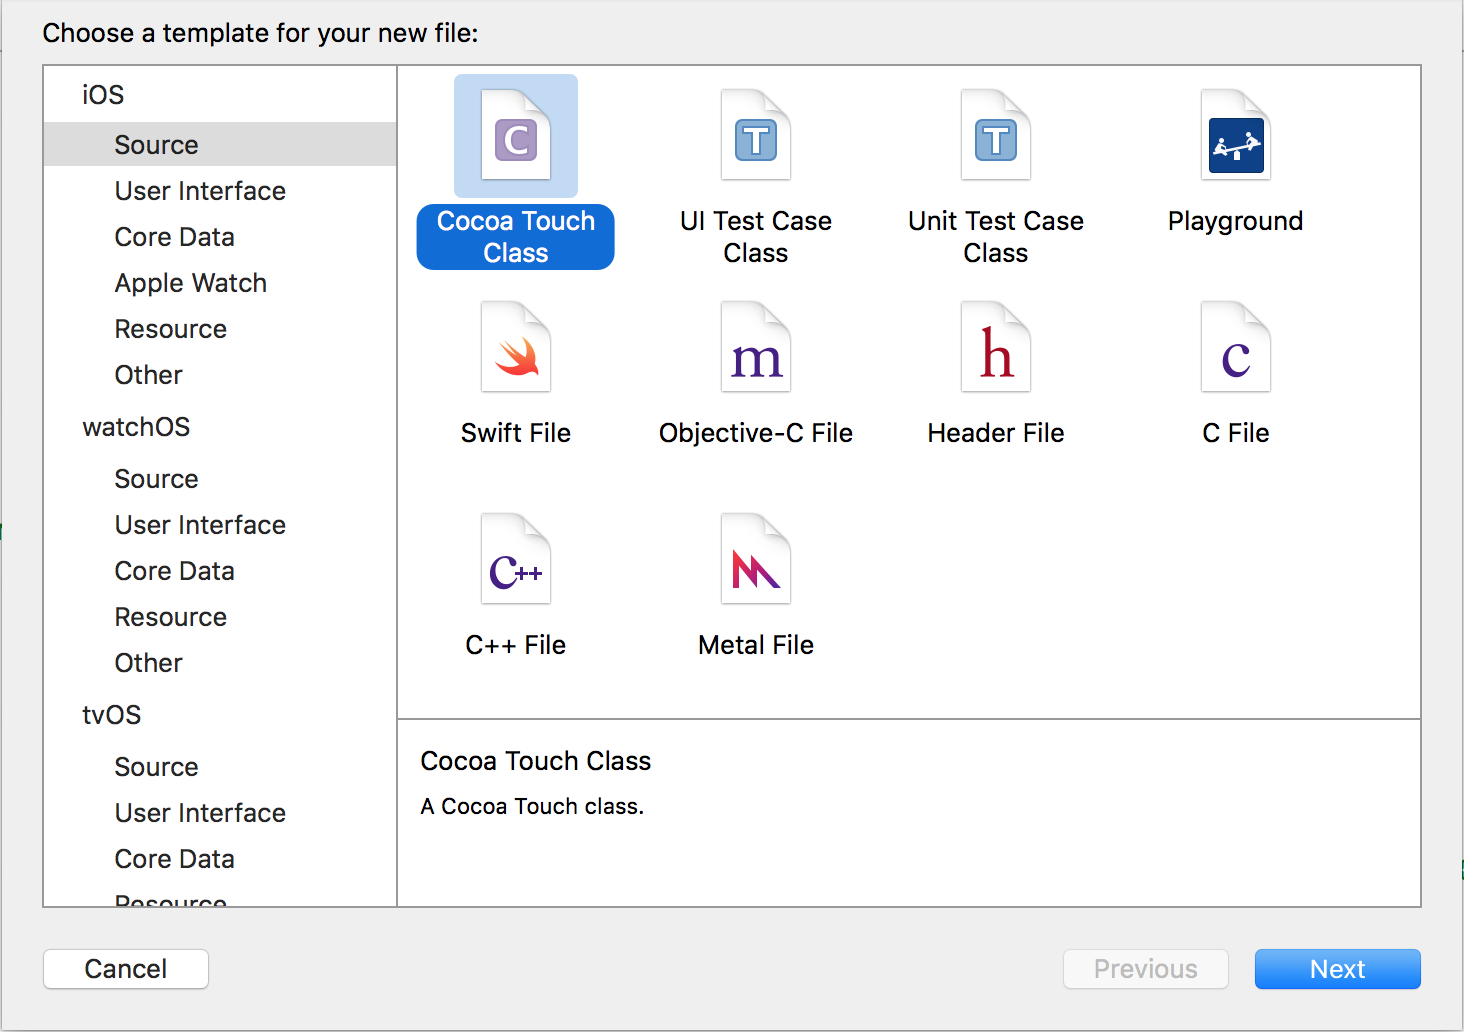 Choose a template for your new file:
iOS
Source
User Interface
Core Data
Apple Watch
Resource
Other
watchOS
Source
User Interface
Core Data
Resource
Other
tvOS
Source
User Interface
Core Data
Resource
C
Cocoa Touch
Class
T
UI Test Case
Class
T
Unit Test Case
Class
Playground
Swift File
m
Objective-C File
h
Header File
c
C File
C++
C++ File
Metal File
Cocoa Touch Class
A Cocoa Touch class.
Cancel
Previous
Next